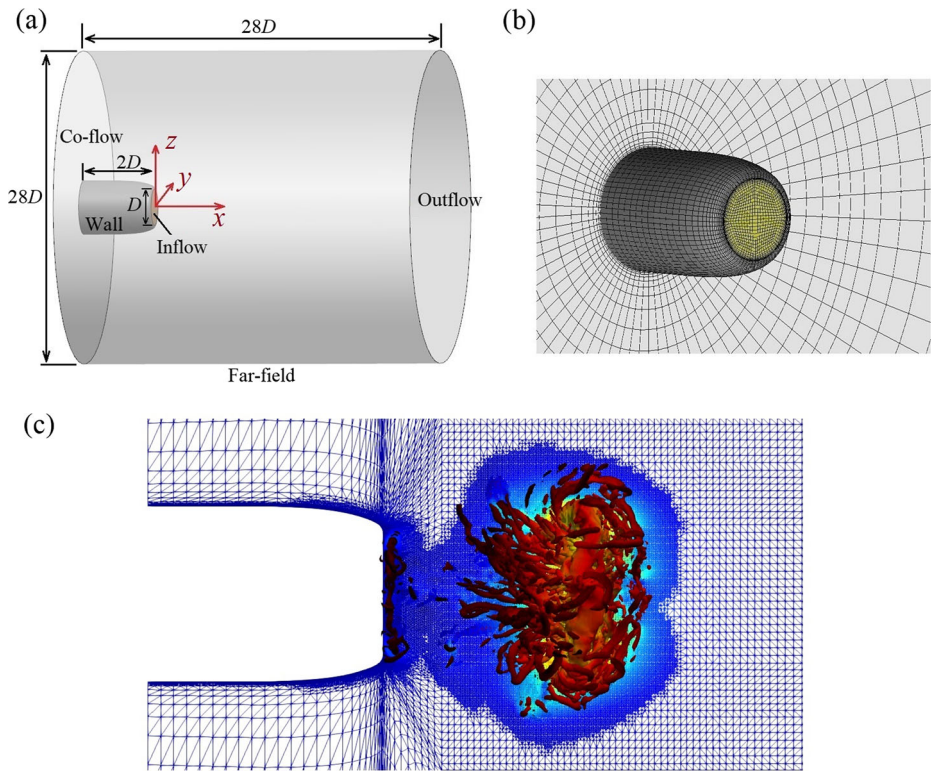 (a)
28D
Co-flow
2D
z
y
28D
D
x
Outflow
Wall
Inflow
Far-field
(b)
(c)